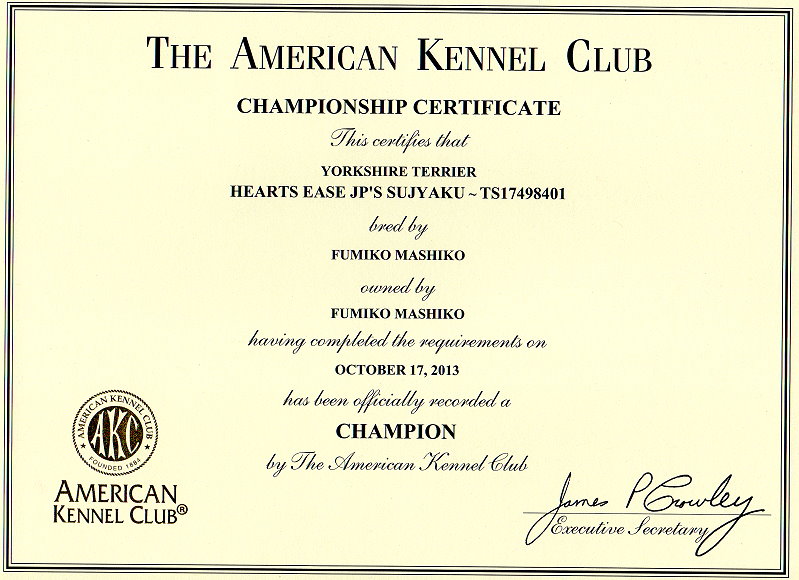 THE AMERICAN KENNEL CLUB
CHAMPIONSHIP CERTIFICATE
This certifies that
YORKSHIRE TERRIER
HEARTS EASE JP'S SUJYAKU ~ TS17498401
bred by
FUMIKO MASHIKO
owned by
FUMIKO MASHIKO
having completed the requirements on
OCTOBER 17, 2013
has been officially recorded a
CHAMPION
by The American Kennel Club
AMERICAN KENNEL CLUB
AKC
FOUNDED 1884
AMERICAN
KENNEL CLUB®
James P Crowley
Executive Secretary